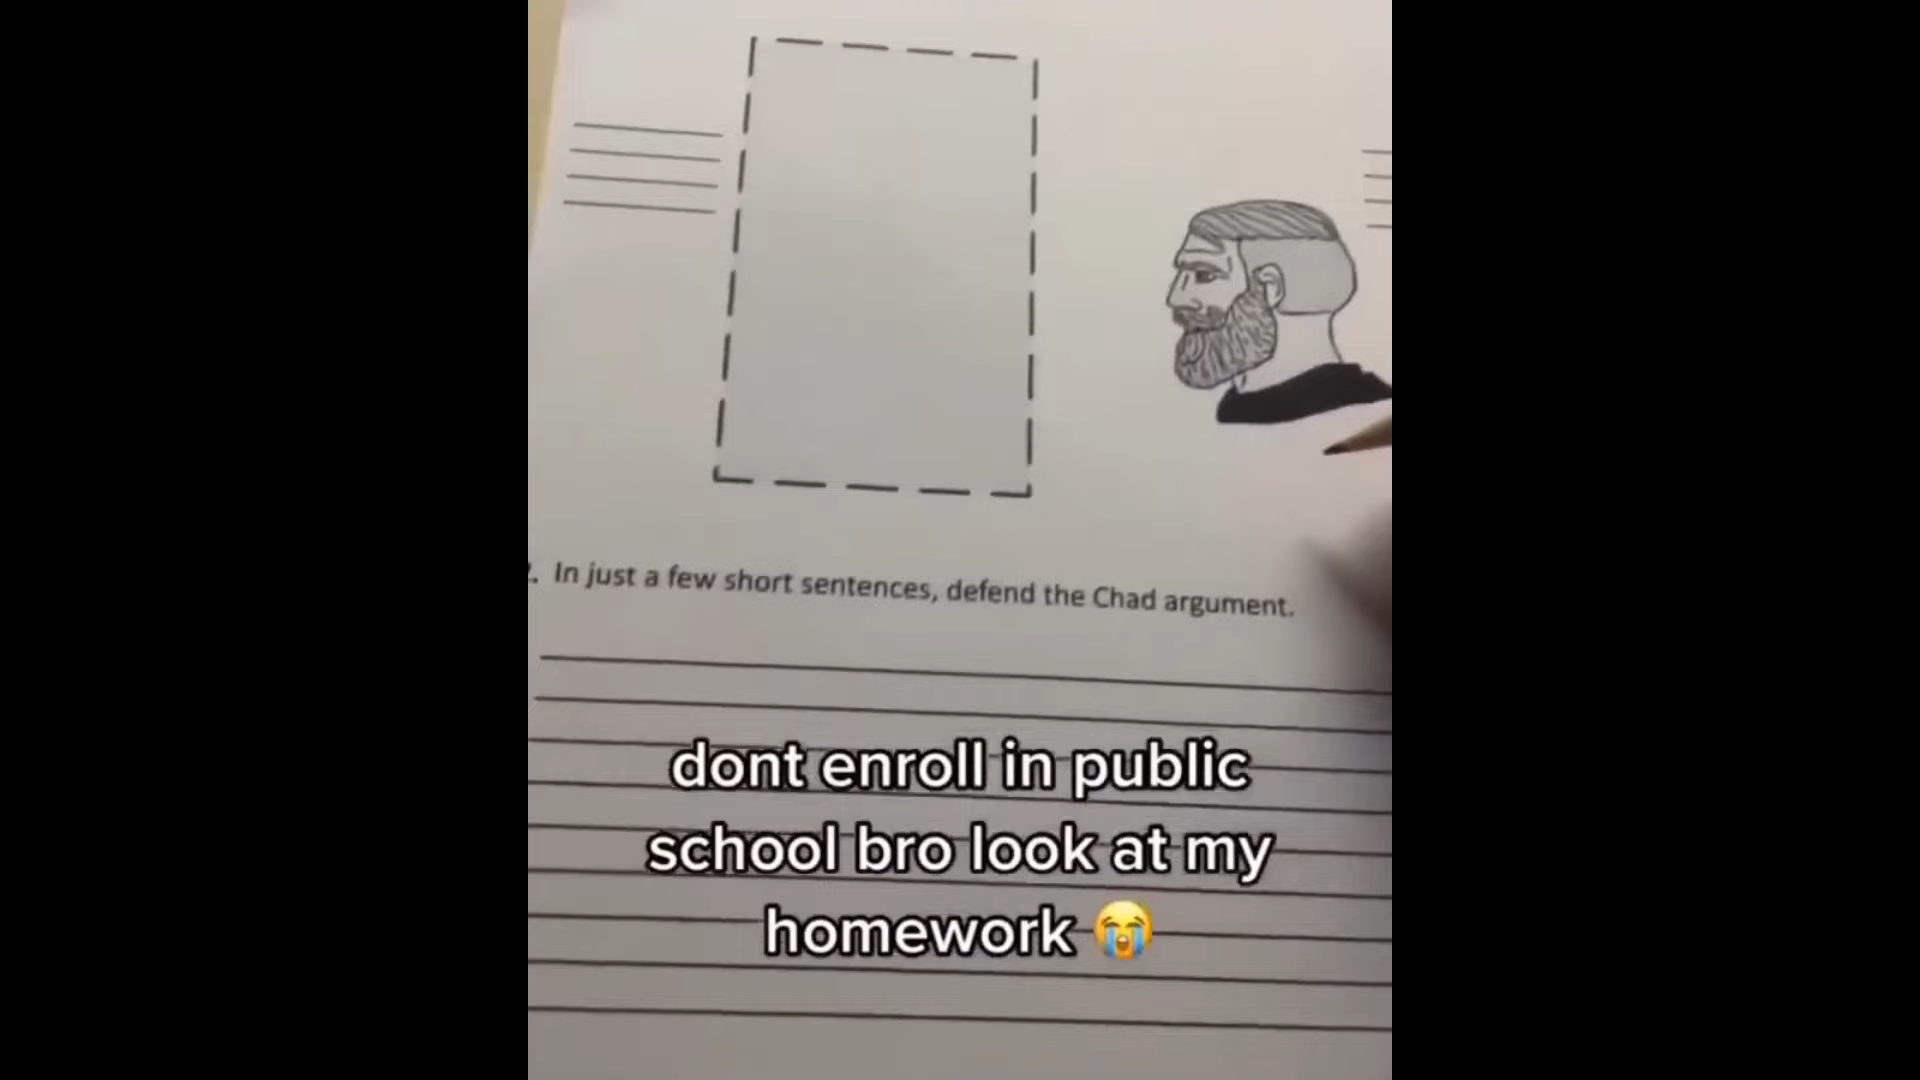 . In just a few short sentences, defend the Chad argument.
dont enroll in public
school bro look at my
homework 😭